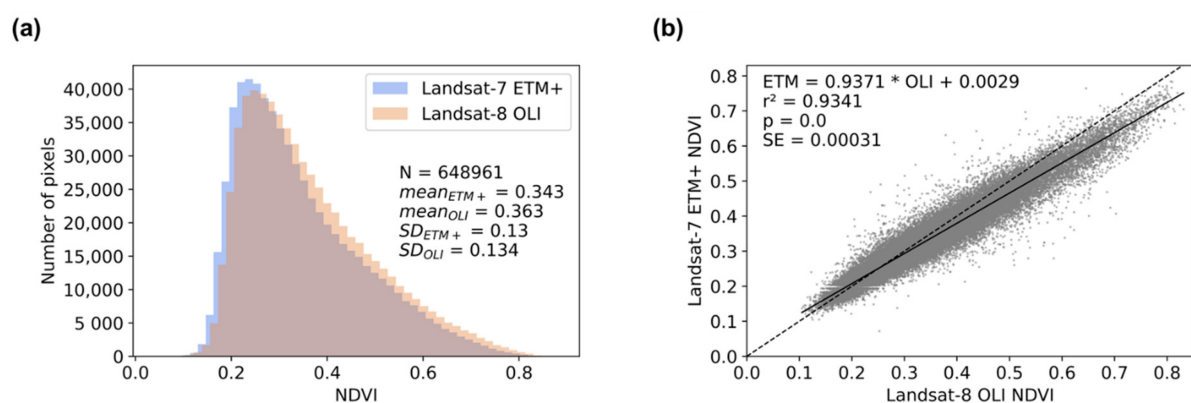 (a)
Number of pixels
40,000
35,000
30,000
25,000
20,000
15,000
10,000
5 000
0
0.0
0.2
0.4
0.6
0.8
NDVI
Landsat-7 ETM+
Landsat-8 OLI
N = 648961
mean_ETM+ = 0.343
mean_OLI = 0.363
SD_ETM+ = 0.13
SD_OLI = 0.134
(b)
Landsat-7 ETM+ NDVI
0.8
0.7
0.6
0.5
0.4
0.3
0.2
0.1
0.0
ETM = 0.9371 * OLI + 0.0029
r² = 0.9341
p = 0.0
SE = 0.00031
0.0
0.1
0.2
0.3
0.4
0.5
0.6
0.7
0.8
Landsat-8 OLI NDVI